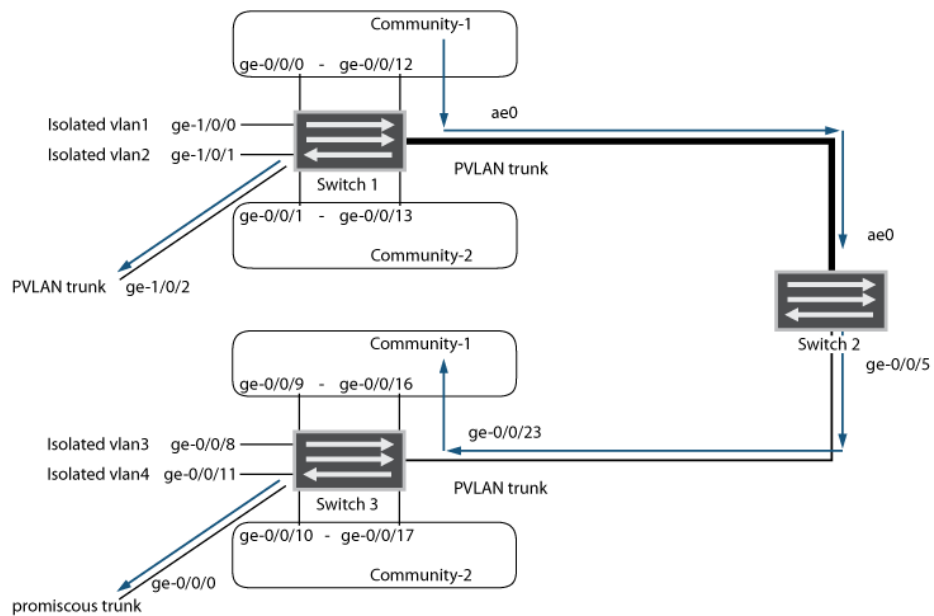 Community-1
ge-0/0/0 - ge-0/0/12
ae0
Isolated vlan1 ge-1/0/0
Isolated vlan2 ge-1/0/1
PVLAN trunk
Switch 1
ge-0/0/1 - ge-0/0/13
ae0
Community-2
PVLAN trunk ge-1/0/2
Community-1
Switch 2
ge-0/0/5
ge-0/0/9 - ge-0/0/16
ge-0/0/23
Isolated vlan3 ge-0/0/8
Isolated vlan4 ge-0/0/11
PVLAN trunk
Switch 3
ge-0/0/10 - ge-0/0/17
Community-2
ge-0/0/0
promiscous trunk